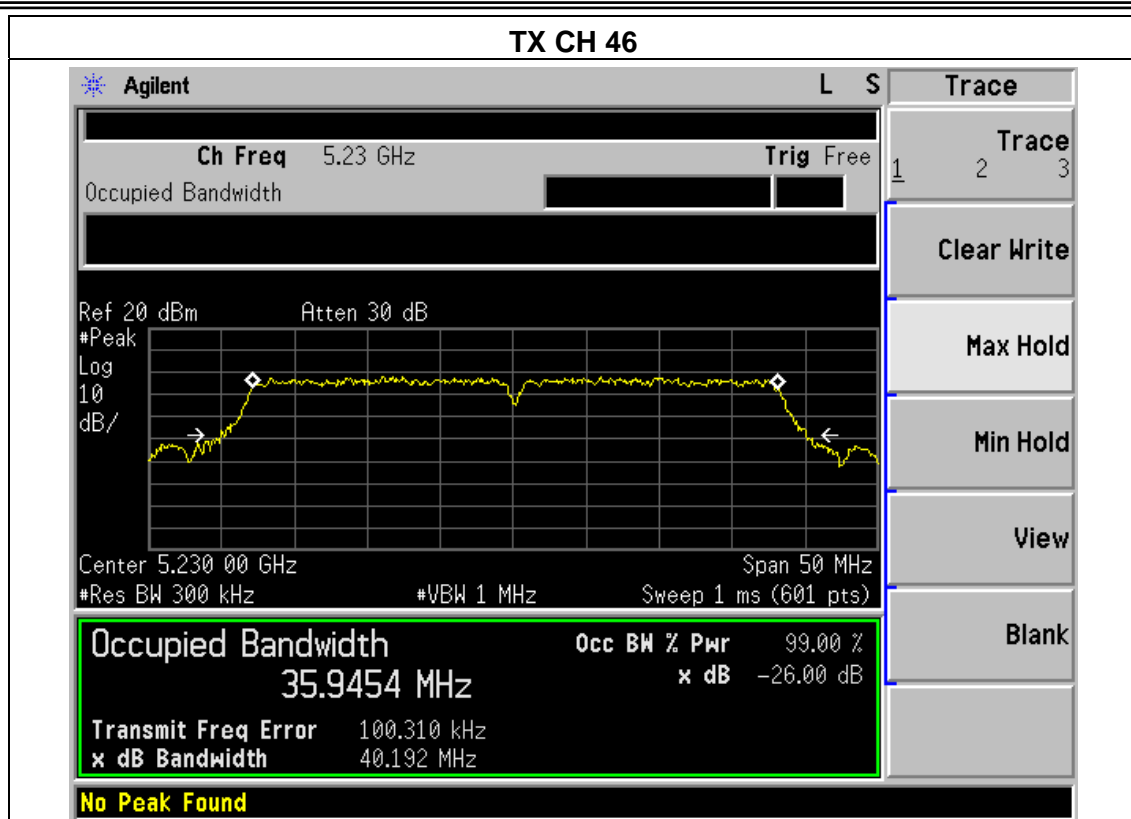 TX CH 46
Agilent L S Trace
Ch Freq 5.23 GHz Trig Free
Occupied Bandwidth
Trace
1 2 3
Clear Write
Ref 20 dBm Atten 30 dB
#Peak
Log
10
dB/
Max Hold
Min Hold
View
Center 5.230 00 GHz Span 50 MHz
#Res BW 300 kHz #VBW 1 MHz Sweep 1 ms (601 pts)
Occupied Bandwidth Occ BW % Pwr 99.00 %
35.9454 MHz x dB -26.00 dB
Transmit Freq Error 100.310 kHz
x dB Bandwidth 40.192 MHz
Blank
No Peak Found